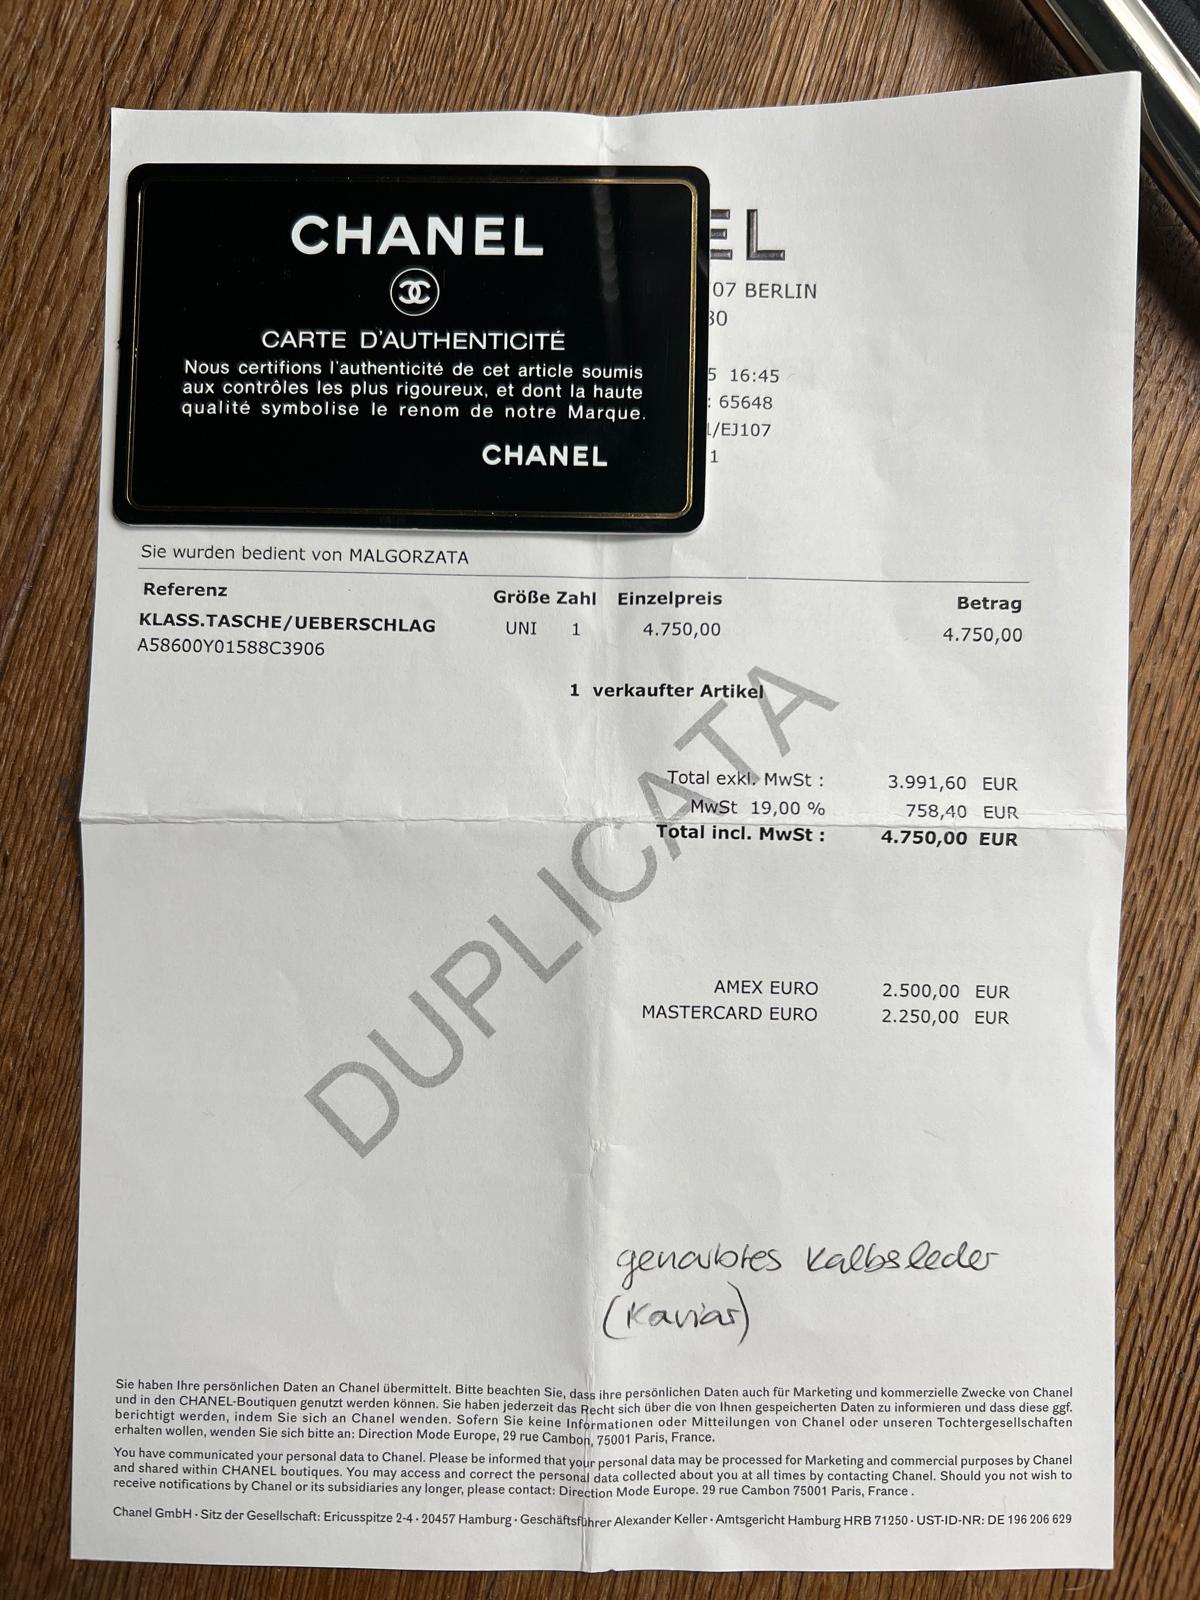 CHANEL
CARTE D'AUTHENTICITÉ
Nous certifions l'authenticité de cet article soumis
aux contrôles les plus rigoureux, et dont la haute
qualité symbolise le renom de notre Marque.
CHANEL
EL
07 BERLIN
30
5 16:45
: 65648
/EJ107
1
Sie wurden bedient von MALGORZATA
Referenz Größe Zahl Einzelpreis Betrag
KLASS.TASCHE/UEBERSCHLAG UNI 1 4.750,00 4.750,00
A58600Y01588C3906
1 verkaufter Artikel
Total exkl. MwSt : 3.991,60 EUR
MwSt 19,00 % 758,40 EUR
Total incl. MwSt : 4.750,00 EUR
DUPLICATA
AMEX EURO 2.500,00 EUR
MASTERCARD EURO 2.250,00 EUR
genarbtes Kalbsleder
(Kaviar)
Sie haben Ihre persönlichen Daten an Chanel übermittelt. Bitte beachten Sie, dass ihre persönlichen Daten auch für Marketing und kommerzielle Zwecke von Chanel
und in den CHANEL-Boutiquen genutzt werden können. Sie haben jederzeit das Recht sich über die von Ihnen gespeicherten Daten zu informieren und dass diese ggf.
berichtigt werden, indem Sie sich an Chanel wenden. Sofern Sie keine Informationen oder Mitteilungen von Chanel oder unseren Tochtergesellschaften
erhalten wollen, wenden Sie sich bitte an: Direction Mode Europe, 29 rue Cambon, 75001 Paris, France.
You have communicated your personal data to Chanel. Please be informed that your personal data may be processed for Marketing and commercial purposes by Chanel
and shared within CHANEL boutiques. You may access and correct the personal data collected about you at all times by contacting Chanel. Should you not wish to
receive notifications by Chanel or its subsidiaries any longer, please contact: Direction Mode Europe. 29 rue Cambon 75001 Paris, France .
Chanel GmbH · Sitz der Gesellschaft: Ericusspitze 2-4 · 20457 Hamburg · Geschäftsführer Alexander Keller · Amtsgericht Hamburg HRB 71250 · UST-ID-NR: DE 196 206 629